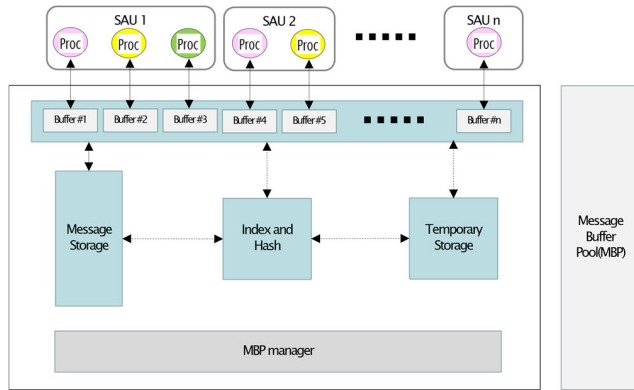 SAU 1
SAU 2
SAU n
Proc
Proc
Proc
Proc
Proc
Proc
Buffer #1
Buffer #2
Buffer #3
Buffer #4
Buffer #5
Buffer #n
Message
Storage
Index and
Hash
Temporary
Storage
Message
Buffer
Pool(MBP)
MBP manager